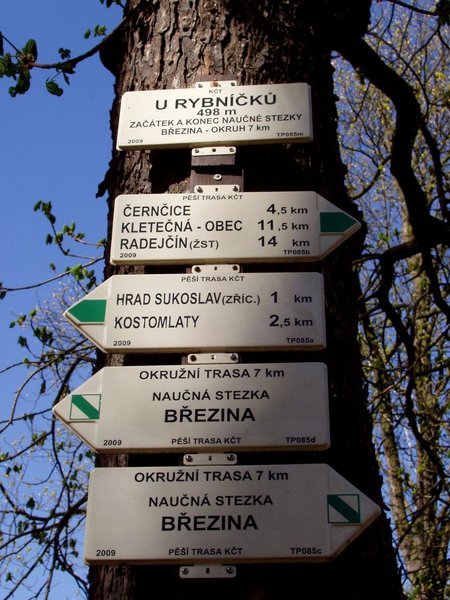 KČT
U RYBNÍČKŮ
498 m
ZAČÁTEK A KONEC NAUČNÉ STEZKY
BŘEZINA - OKRUH 7 km
2009 TP085m
PĚŠÍ TRASA KČT
ČERNČICE 4,5 km
KLETEČNÁ - OBEC 11,5 km
RADEJČÍN(ŽST) 14 km
2009 TP085b
PĚŠÍ TRASA KČT
HRAD SUKOSLAV(ZŘÍC.) 1 km
KOSTOMLATY 2,5 km
2009 TP085a
OKRUŽNÍ TRASA 7 km
NAUČNÁ STEZKA
BŘEZINA
2009 PĚŠÍ TRASA KČT TP085d
OKRUŽNÍ TRASA 7 km
NAUČNÁ STEZKA
BŘEZINA
2009 PĚŠÍ TRASA KČT TP085c